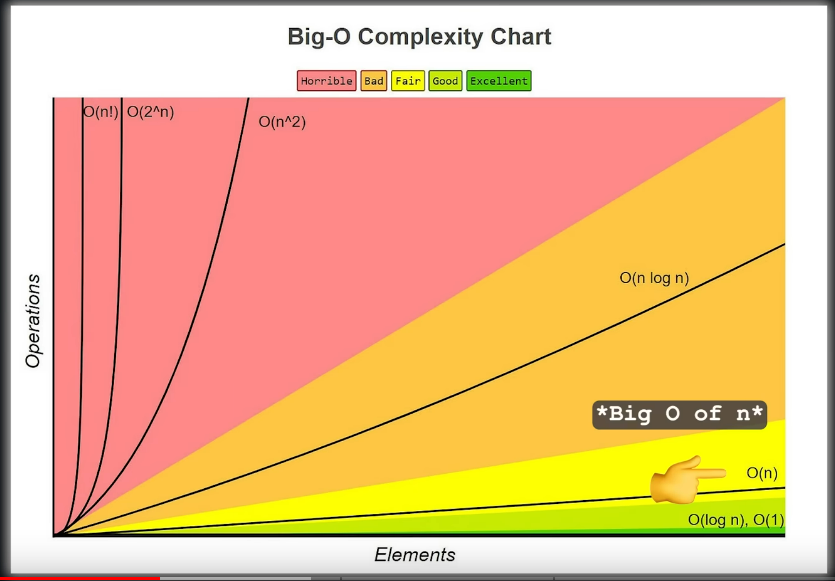 Big-O Complexity Chart
Horrible Bad Fair Good Excellent
O(n!) O(2^n)
O(n^2)
O(n log n)
Operations
*Big O of n*
O(n)
O(log n), O(1)
Elements